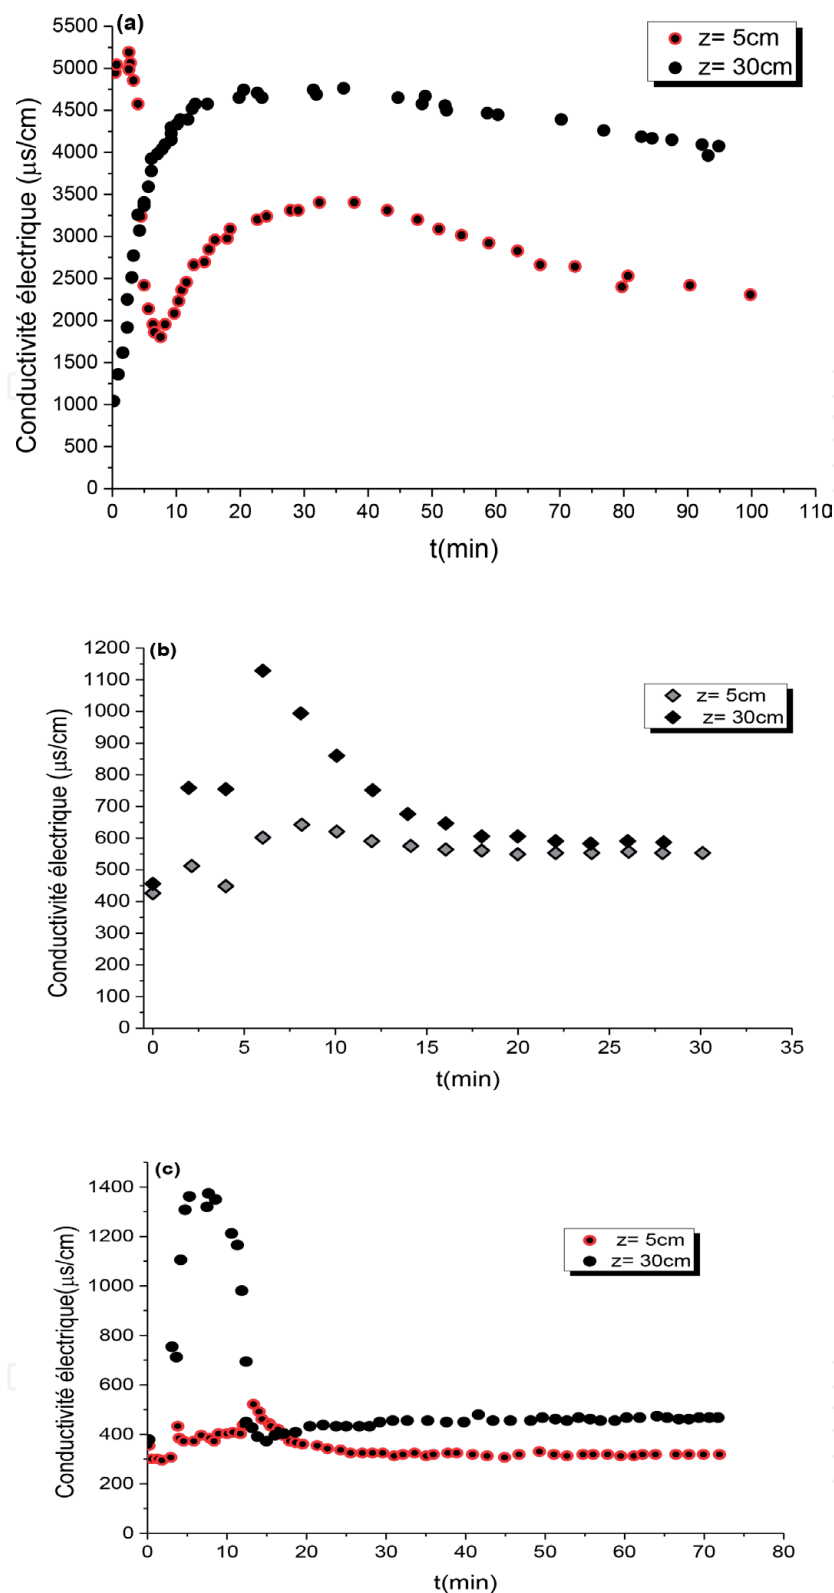 (a)
z= 5cm
z= 30cm
Conductivité électrique (µs/cm)
5500
5000
4500
4000
3500
3000
2500
2000
1500
1000
500
0
0 10 20 30 40 50 60 70 80 90 100 110
t(min)
(b)
z= 5cm
z= 30cm
Conductivité électrique (µs/cm)
1200
1100
1000
900
800
700
600
500
400
300
200
100
0
0 5 10 15 20 25 30 35
t(min)
(c)
z= 5cm
z= 30cm
Conductivité électrique(µs/cm)
1400
1200
1000
800
600
400
200
0
0 10 20 30 40 50 60 70 80
t(min)